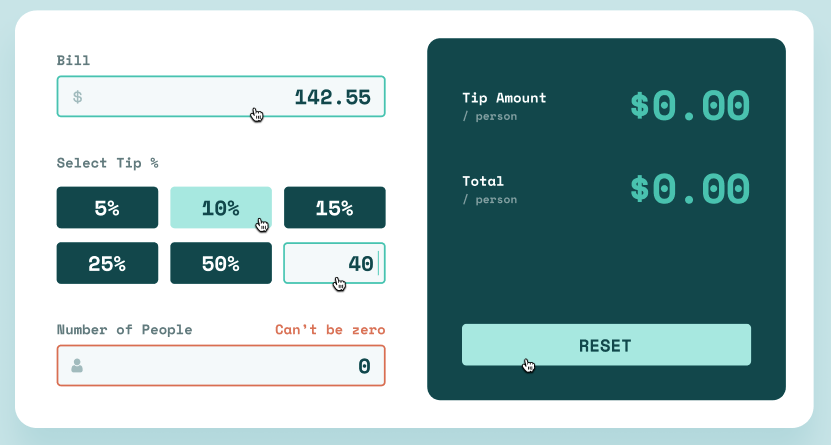 Bill
$ 142.55
Select Tip %
5% 10% 15%
25% 50% 40
Number of People Can't be zero
0
Tip Amount $0.00
/ person
Total $0.00
/ person
RESET